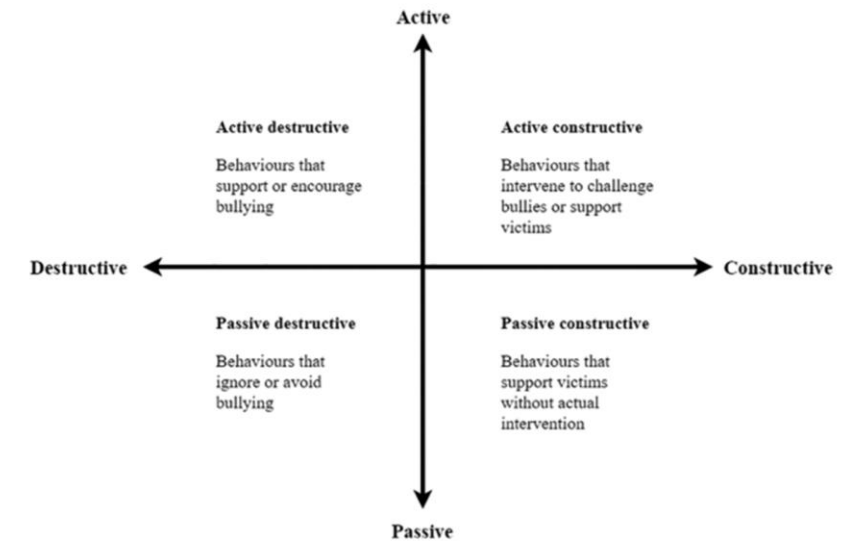 Active
Active destructive
Behaviours that
support or encourage
bullying
Active constructive
Behaviours that
intervene to challenge
bullies or support
victims
Destructive
Constructive
Passive destructive
Behaviours that
ignore or avoid
bullying
Passive constructive
Behaviours that
support victims
without actual
intervention
Passive